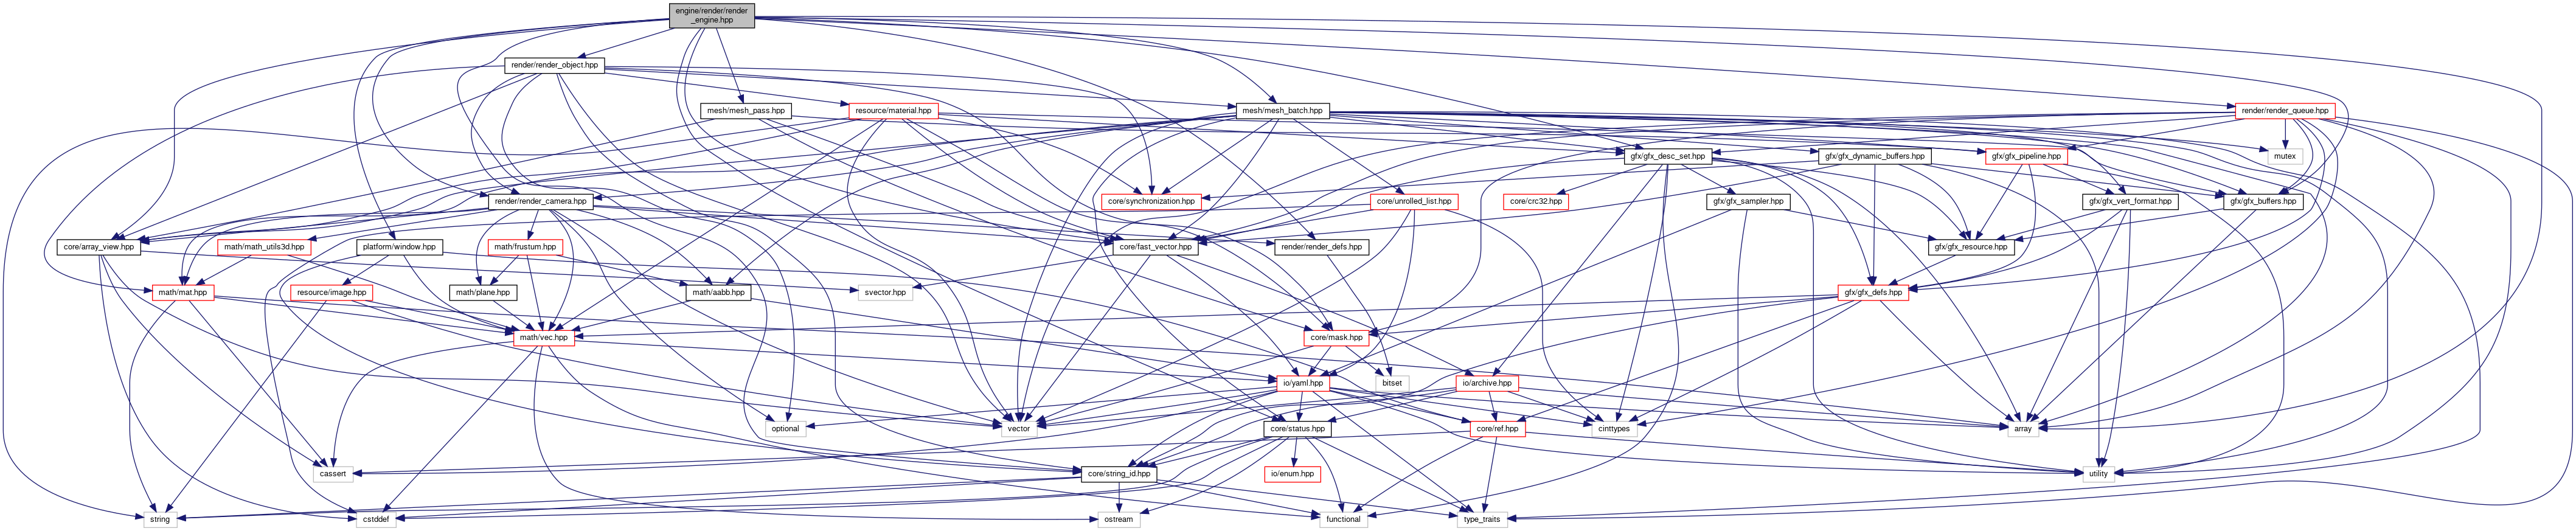 engine/render/render
_engine.hpp
render/render_object.hpp
mesh/mesh_pass.hpp
resource/material.hpp
mesh/mesh_batch.hpp
render/render_queue.hpp
gfx/gfx_desc_set.hpp
gfx/gfx_dynamic_buffers.hpp
gfx/gfx_pipeline.hpp
mutex
render/render_camera.hpp
core/synchronization.hpp
core/unrolled_list.hpp
core/crc32.hpp
gfx/gfx_sampler.hpp
gfx/gfx_vert_format.hpp
gfx/gfx_buffers.hpp
core/array_view.hpp
math/math_utils3d.hpp
platform/window.hpp
math/frustum.hpp
core/fast_vector.hpp
render/render_defs.hpp
gfx/gfx_resource.hpp
math/mat.hpp
resource/image.hpp
math/plane.hpp
math/aabb.hpp
svector.hpp
gfx/gfx_defs.hpp
math/vec.hpp
core/mask.hpp
io/yaml.hpp
bitset
io/archive.hpp
optional
vector
core/status.hpp
core/ref.hpp
cinttypes
array
cassert
core/string_id.hpp
io/enum.hpp
utility
string
cstddef
ostream
functional
type_traits